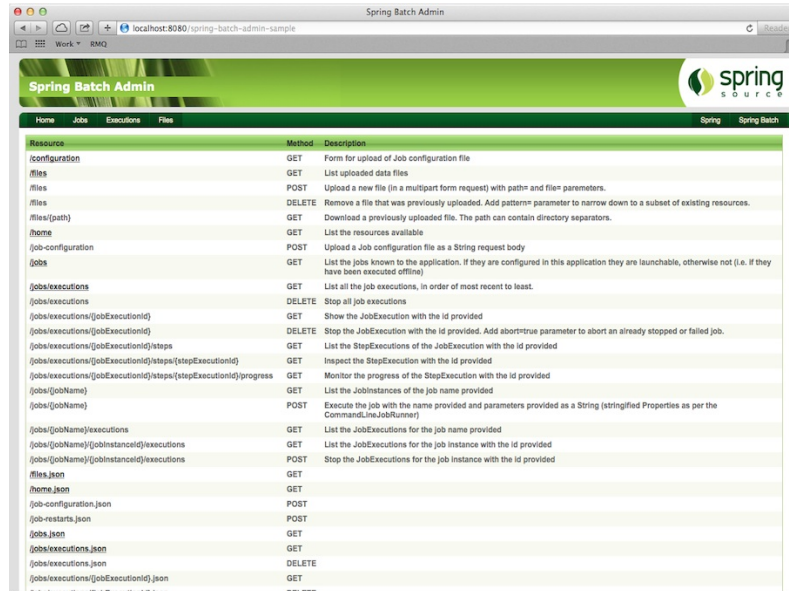 Spring Batch Admin
localhost:8080/spring-batch-admin-sample
Reade
Work RMQ
Spring Batch Admin
spring
source
Home Jobs Executions Files Spring Spring Batch
Resource Method Description
/configuration GET Form for upload of Job configuration file
/files GET List uploaded data files
/files POST Upload a new file (in a multipart form request) with path= and file= paremeters.
/files DELETE Remove a file that was previously uploaded. Add pattern= parameter to narrow down to a subset of existing resources.
/files/{path} GET Download a previously uploaded file. The path can contain directory separators.
/home GET List the resources available
/job-configuration POST Upload a Job configuration file as a String request body
/jobs GET List the jobs known to the application. If they are configured in this application they are launchable, otherwise not (i.e. if they
have been executed offline)
/jobs/executions GET List all the job executions, in order of most recent to least.
/jobs/executions DELETE Stop all job executions
/jobs/executions/{jobExecutionId} GET Show the JobExecution with the id provided
/jobs/executions/{jobExecutionId} DELETE Stop the JobExecution with the id provided. Add abort=true parameter to abort an already stopped or failed job.
/jobs/executions/{jobExecutionId}/steps GET List the StepExecutions of the JobExecution with the id provided
/jobs/executions/{jobExecutionId}/steps/{stepExecutionId} GET Inspect the StepExecution with the id provided
/jobs/executions/{jobExecutionId}/steps/{stepExecutionId}/progress GET Monitor the progress of the StepExecution with the id provided
/jobs/{jobName} GET List the JobInstances of the job name provided
/jobs/{jobName} POST Execute the job with the name provided and parameters provided as a String (stringified Properties as per the
CommandLineJobRunner)
/jobs/{jobName}/executions GET List the JobExecutions for the job name provided
/jobs/{jobName}/{jobInstanceId}/executions GET List the JobExecutions for the job instance with the id provided
/jobs/{jobName}/{jobInstanceId}/executions POST Stop the JobExecutions for the job instance with the id provided
/files.json GET
/home.json GET
/job-configuration.json POST
/job-restarts.json POST
/jobs.json GET
/jobs/executions.json GET
/jobs/executions.json DELETE
/jobs/executions/{jobExecutionId}.json GET